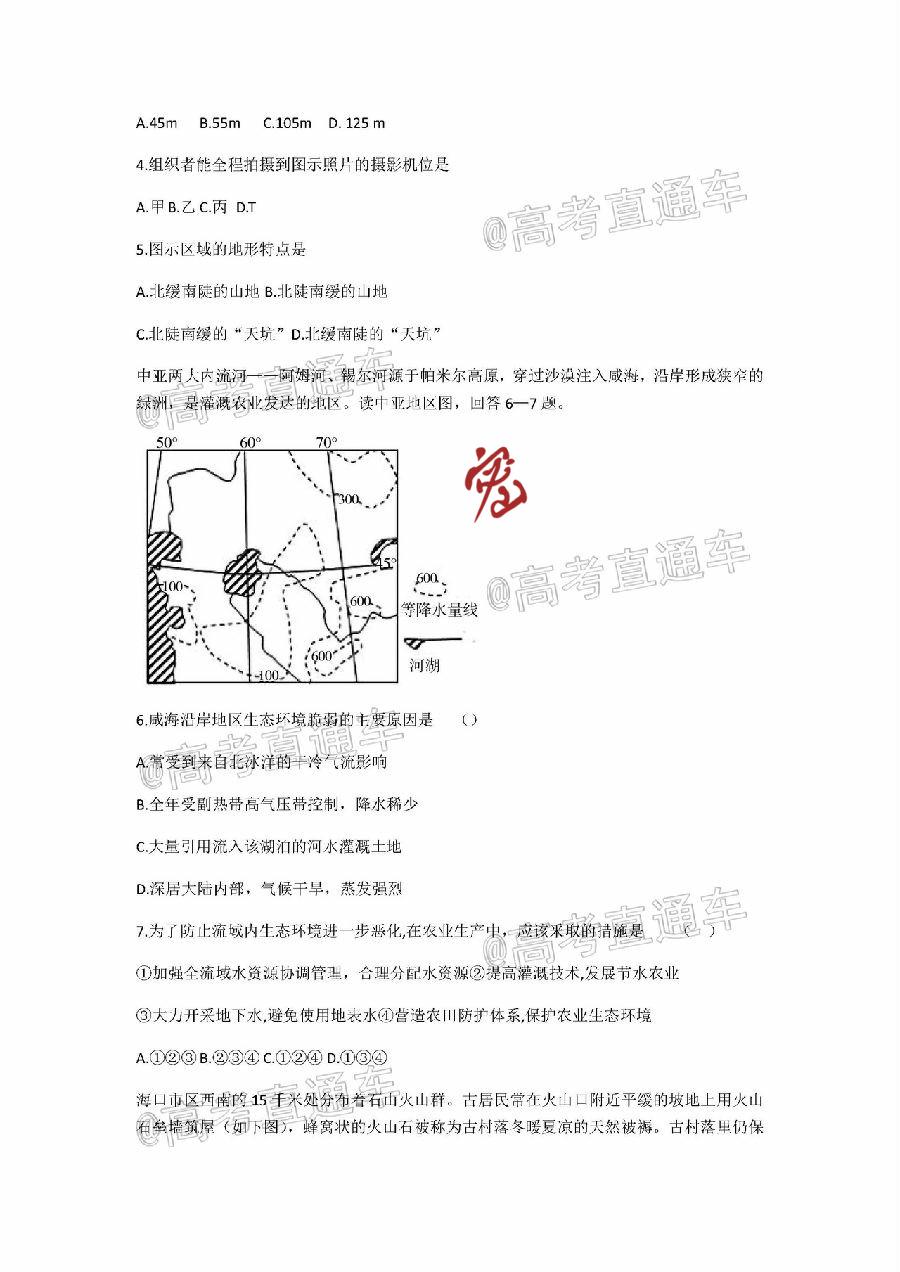 A.45m B.55m C.105m D. 125 m
4.组织者能全程拍摄到图示照片的摄影机位是
A.甲 B.乙 C.丙 D.T
@高考直通车
5.图示区域的地形特点是
A.北缓南陡的山地 B.北陡南缓的山地
C.北陡南缓的“天坑”D.北缓南陡的“天坑”
中亚两大内流河——阿姆河、锡尔河源于帕米尔高原，穿过沙漠注入咸海，沿岸形成狭窄的
绿洲，是灌溉农业发达的地区。读中亚地区图，回答 6—7 题。
@高考直通车
50° 60° 70°
300
@高考直通车
45°
100
600
600
等降水量线
600
河湖
100
6.咸海沿岸地区生态环境脆弱的主要原因是 （）
@高考直通车
A.常受到来自北冰洋的干冷气流影响
B.全年受副热带高气压带控制，降水稀少
C.大量引用流入该湖泊的河水灌溉土地
D.深居大陆内部，气候干旱，蒸发强烈
@高考直通车
7.为了防止流域内生态环境进一步恶化,在农业生产中，应该采取的措施是 （ ）
①加强全流域水资源协调管理，合理分配水资源②提高灌溉技术,发展节水农业
③大力开采地下水,避免使用地表水④营造农田防护体系,保护农业生态环境
A.①②③ B.②③④ C.①②④ D.①③④
@高考直通车
海口市区西南的 15 千米处分布着石山火山群。古居民常在火山口附近平缓的坡地上用火山
石垒墙筑屋（如下图），蜂窝状的火山石被称为古村落冬暖夏凉的天然被褥。古村落里仍保